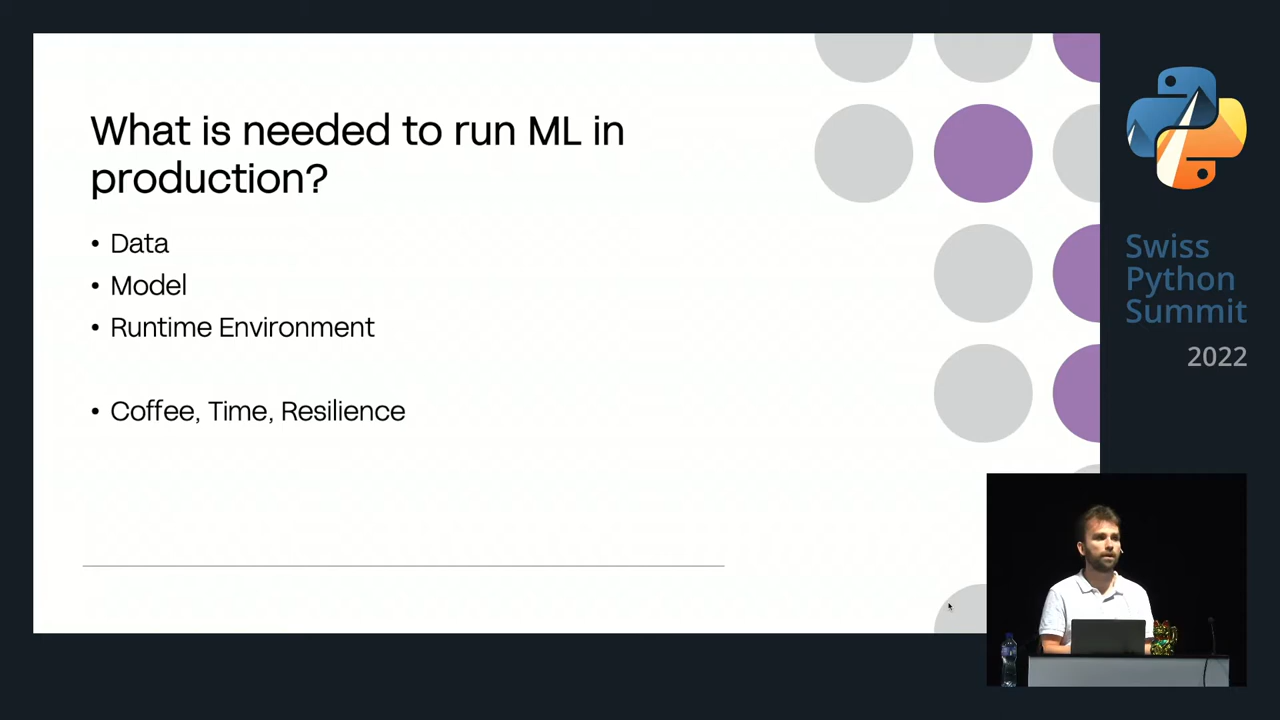 What is needed to run ML in
production?
• Data
• Model
• Runtime Environment
• Coffee, Time, Resilience
Swiss
Python
Summit
2022